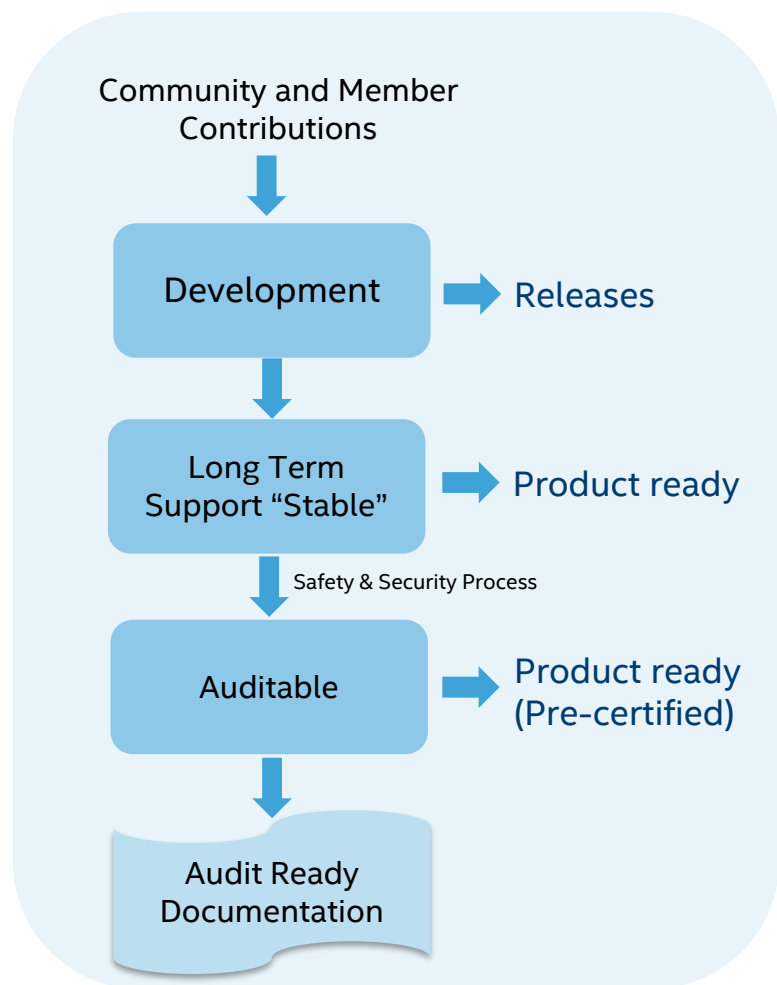 Community and Member
Contributions
Development
Releases
Long Term
Support “Stable”
Product ready
Safety & Security Process
Auditable
Product ready
(Pre-certified)
Audit Ready
Documentation